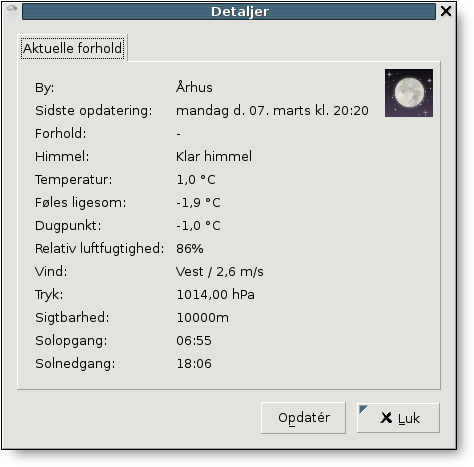 Detaljer
Aktuelle forhold
By: Århus
Sidste opdatering: mandag d. 07. marts kl. 20:20
Forhold: -
Himmel: Klar himmel
Temperatur: 1,0 °C
Føles ligesom: -1,9 °C
Dugpunkt: -1,0 °C
Relativ luftfugtighed: 86%
Vind: Vest / 2,6 m/s
Tryk: 1014,00 hPa
Sigtbarhed: 10000m
Solopgang: 06:55
Solnedgang: 18:06
Opdatér Luk